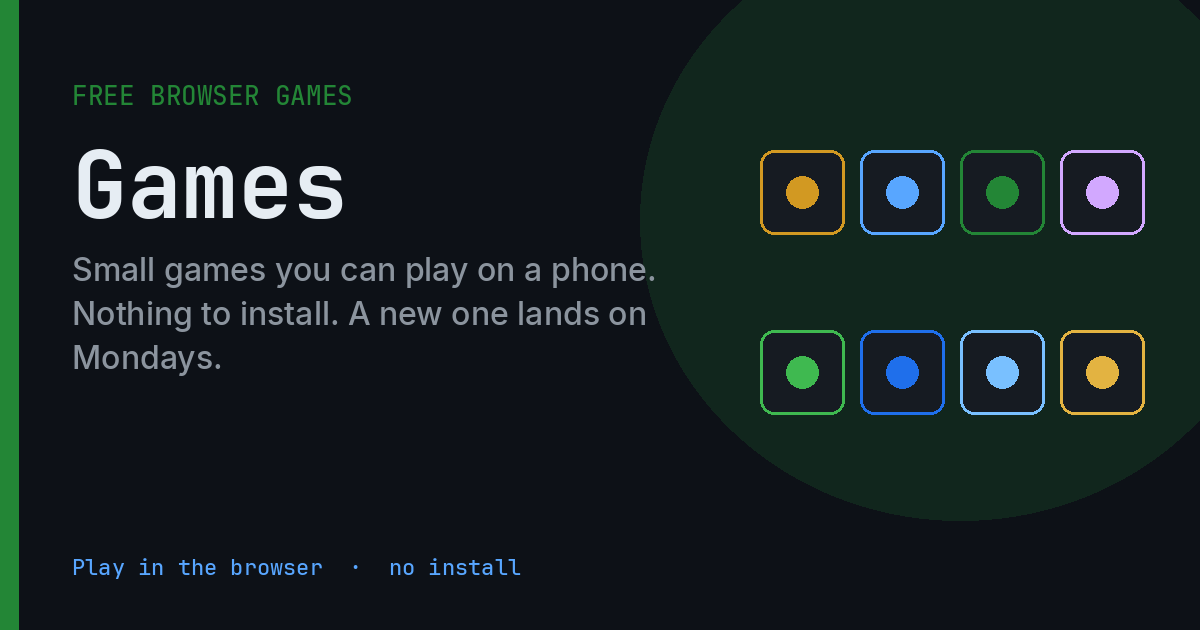 FREE BROWSER GAMES
Games
Small games you can play on a phone.
Nothing to install. A new one lands on
Mondays.
Play in the browser · no install